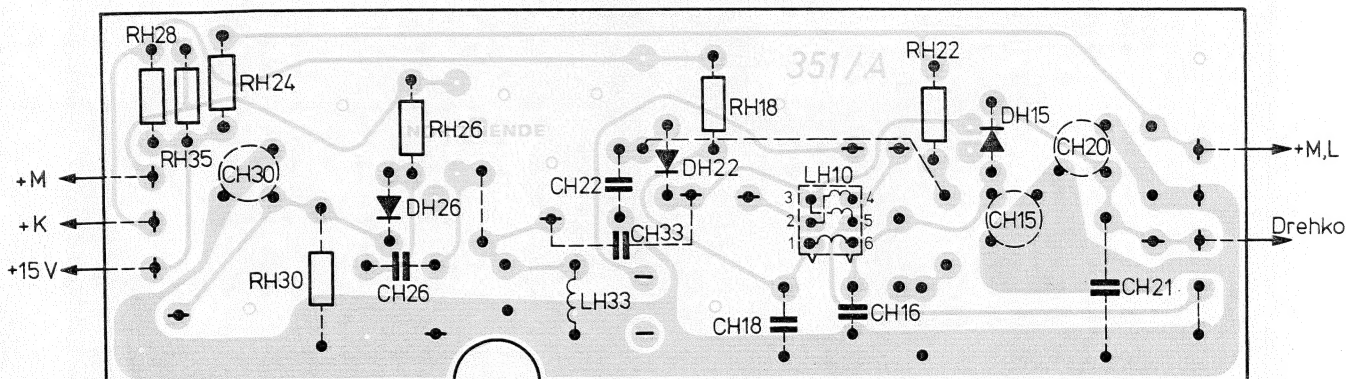 RH28
RH24
RH35
CH30
+M
+K
+15 V
RH30
RH26
DH26
CH26
LH33
CH22
CH33
DH22
RH18
351/A
RH22
DH15
CH20
LH10
3 4
2 5
1 6
CH15
CH18
CH16
CH21
+M,L
Drehko